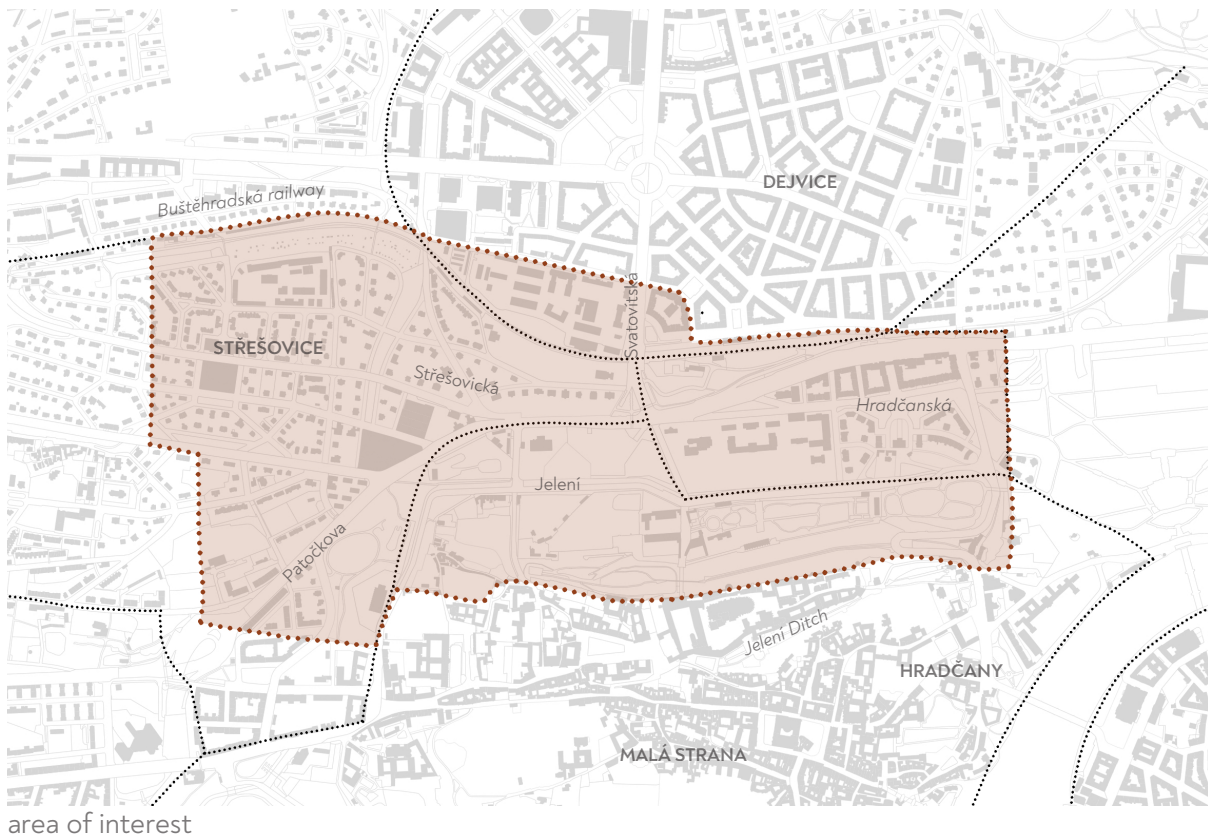 DEJVICE
Buštěhradská railway
Svatovítská
STŘEŠOVICE
Střešovická
Hradčanská
Jelení
Patočkova
Jelení Ditch
HRADČANY
MALÁ STRANA
area of interest